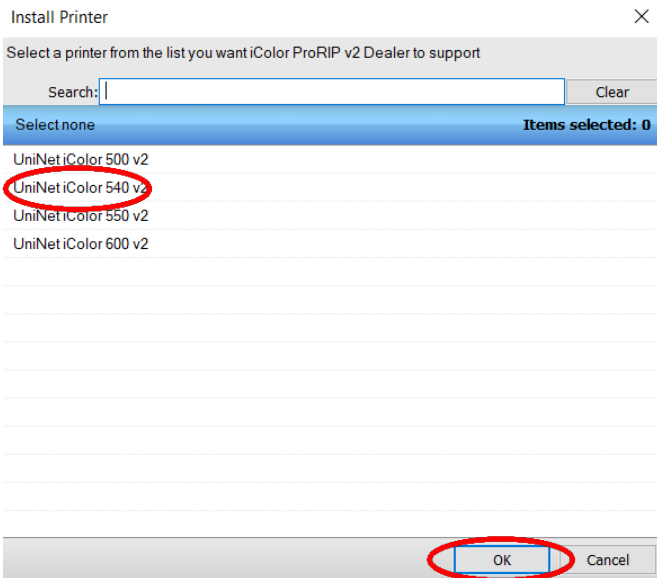 Install Printer
Select a printer from the list you want iColor ProRIP v2 Dealer to support
Search: Clear
Select none Items selected: 0
UniNet iColor 500 v2
UniNet iColor 540 v2
UniNet iColor 550 v2
UniNet iColor 600 v2
OK Cancel